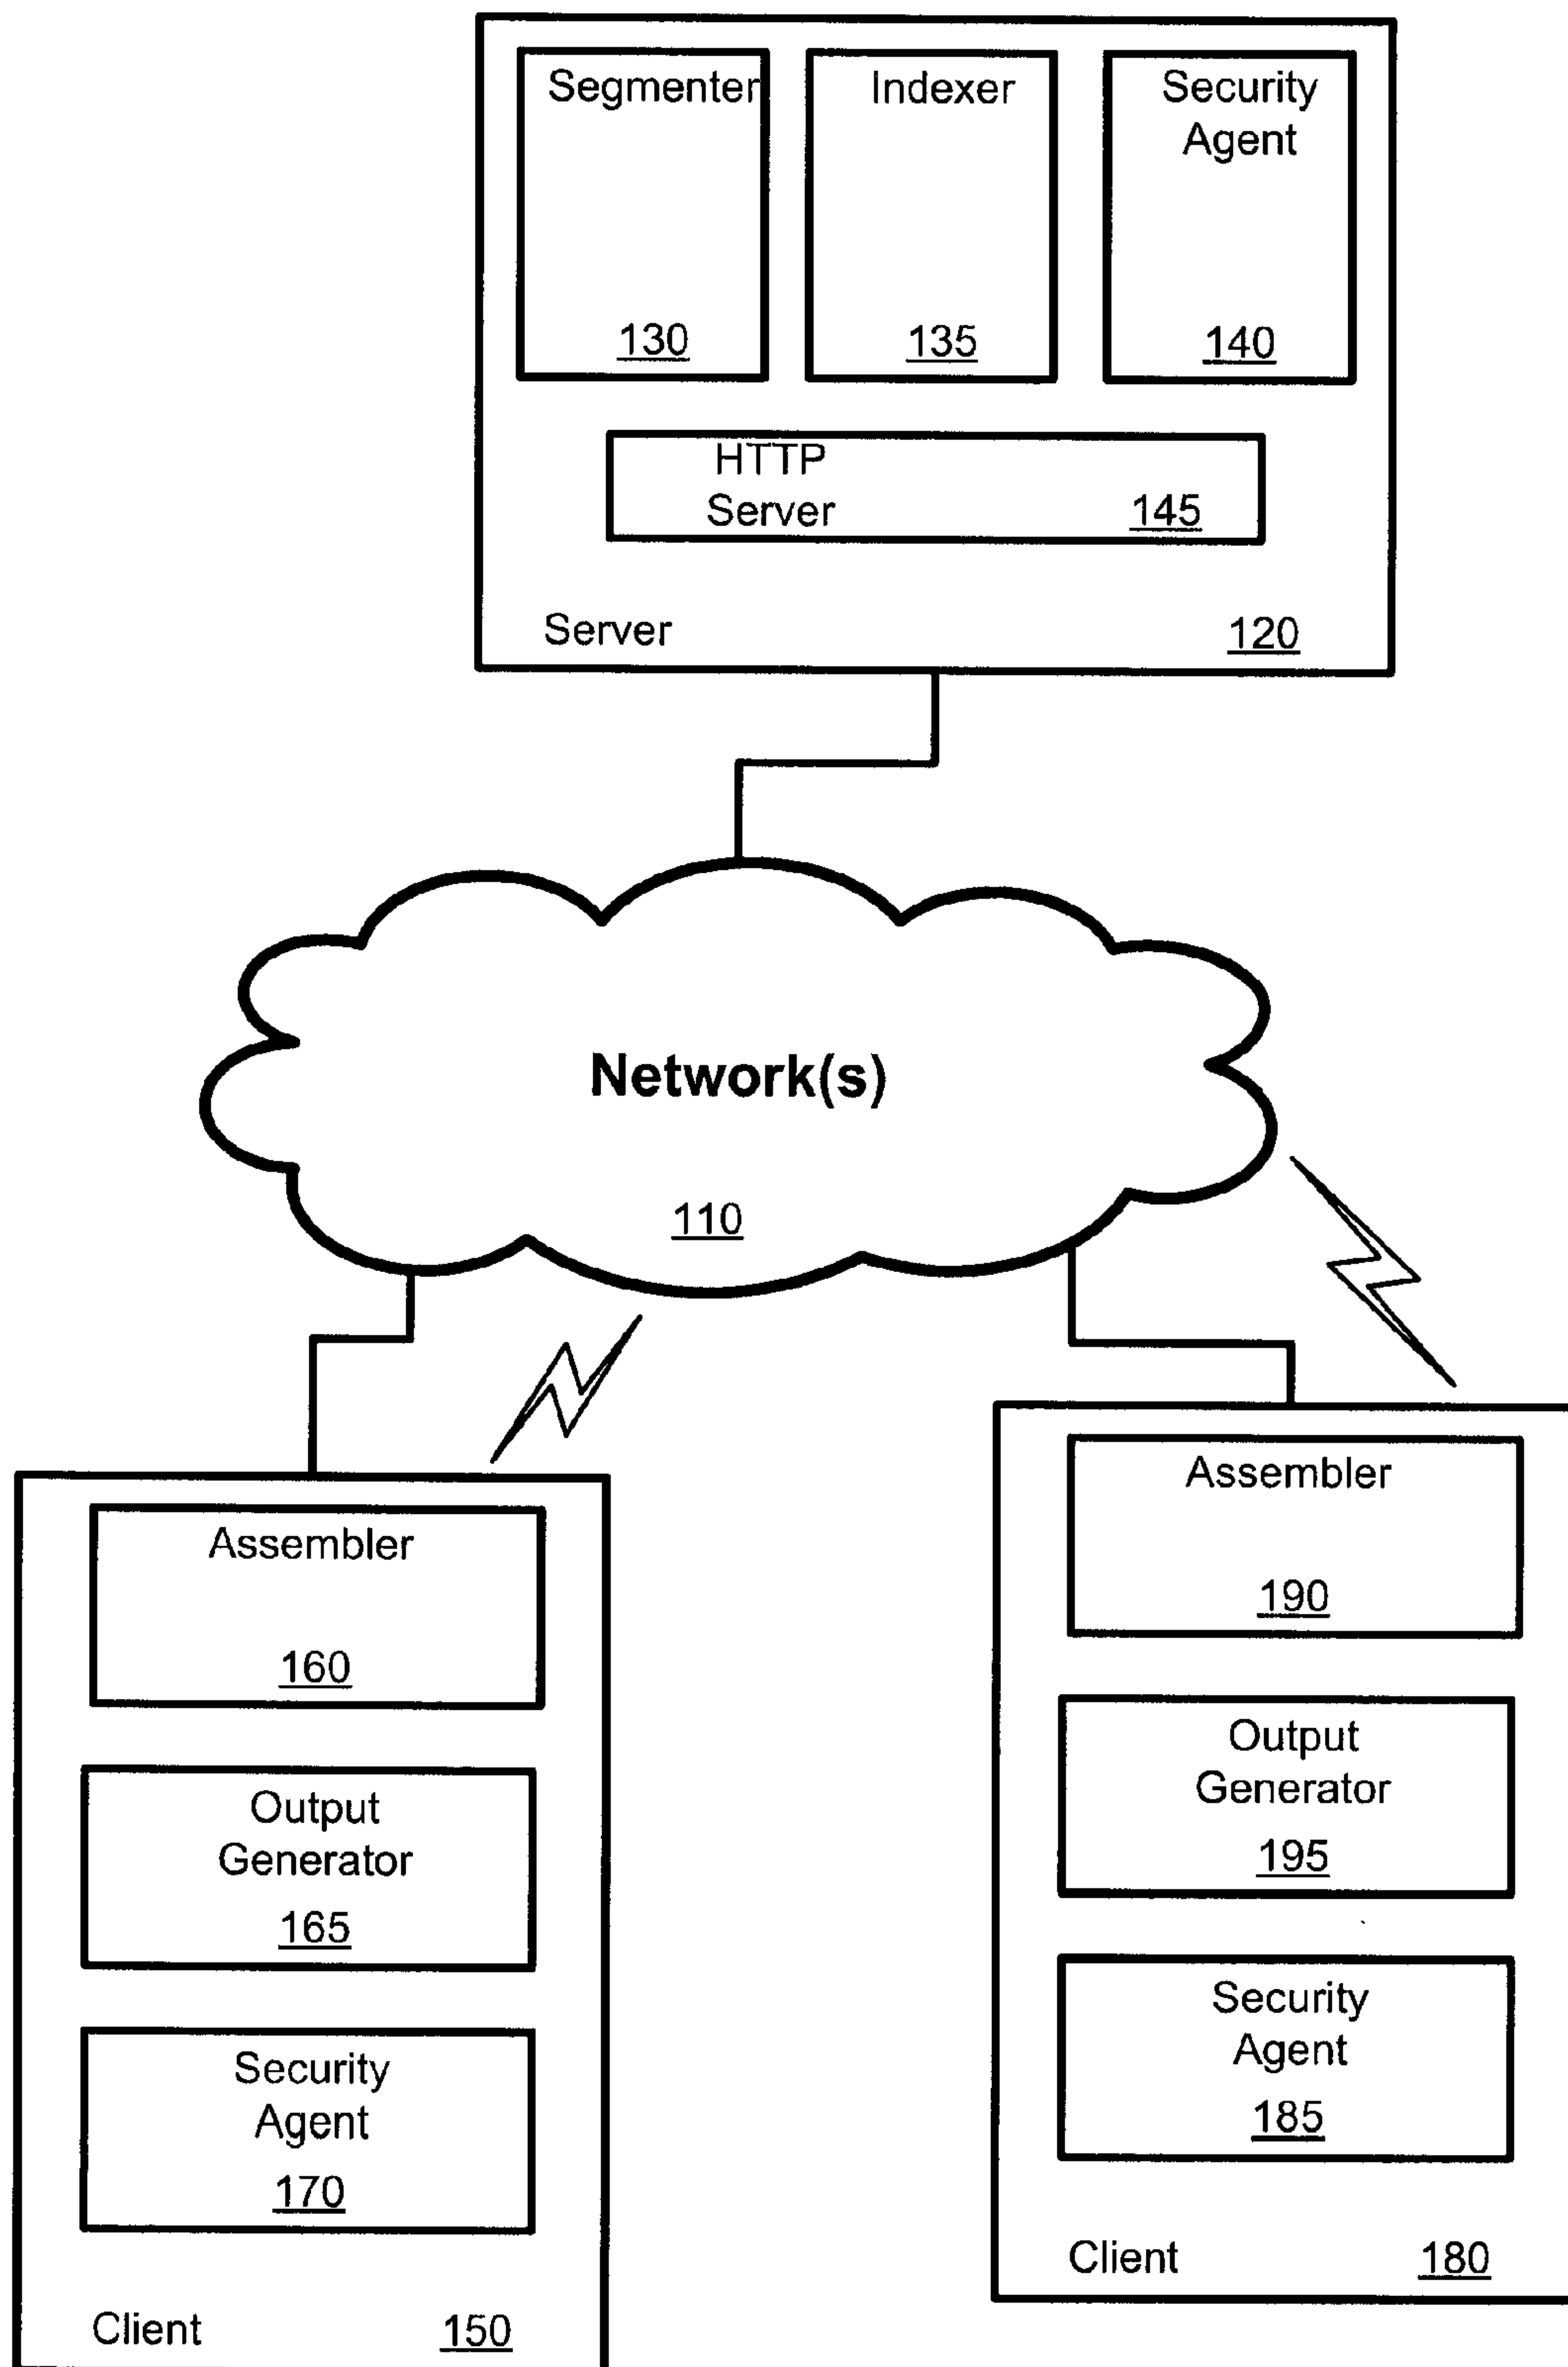 Segmenter
130
Indexer
135
Security
Agent
140
HTTP
Server
145
Server
120
Network(s)
110
Assembler
160
Output
Generator
165
Security
Agent
170
Client
150
Assembler
190
Output
Generator
195
Security
Agent
185
Client
180